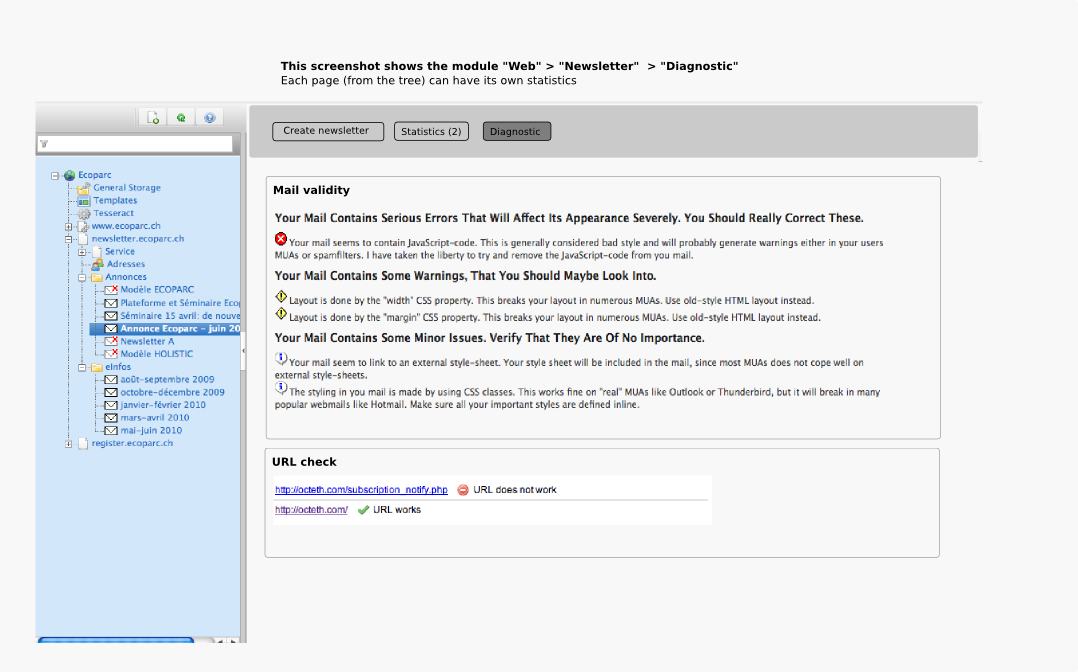 This screenshot shows the module "Web" > "Newsletter"  > "Diagnostic"
Each page (from the tree) can have its own statistics
Create newsletter
Statistics (2)
Diagnostic
Ecoparc
General Storage
Templates
Tesseract
www.ecoparc.ch
newsletter.ecoparc.ch
Service
Adresses
Annonces
Modèle ECOPARC
Plateforme et Séminaire Ecop
Séminaire 15 avril: de nouve
Annonce Ecoparc – juin 20
Newsletter A
Modèle HOLISTIC
eInfos
août-septembre 2009
octobre-décembre 2009
janvier-février 2010
mars-avril 2010
mai-juin 2010
register.ecoparc.ch
Mail validity
Your Mail Contains Serious Errors That Will Affect Its Appearance Severely. You Should Really Correct These.
Your mail seems to contain JavaScript-code. This is generally considered bad style and will probably generate warnings either in your users
MUAs or spamfilters. I have taken the liberty to try and remove the JavaScript-code from you mail.
Your Mail Contains Some Warnings, That You Should Maybe Look Into.
Layout is done by the "width" CSS property. This breaks your layout in numerous MUAs. Use old-style HTML layout instead.
Layout is done by the "margin" CSS property. This breaks your layout in numerous MUAs. Use old-style HTML layout instead.
Your Mail Contains Some Minor Issues. Verify That They Are Of No Importance.
Your mail seem to link to an external style-sheet. Your style sheet will be included in the mail, since most MUAs does not cope well on
external style-sheets.
The styling in you mail is made by using CSS classes. This works fine on "real" MUAs like Outlook or Thunderbird, but it will break in many
popular webmails like Hotmail. Make sure all your important styles are defined inline.
URL check
http://octeth.com/subscription_notify.php URL does not work
http://octeth.com/ URL works